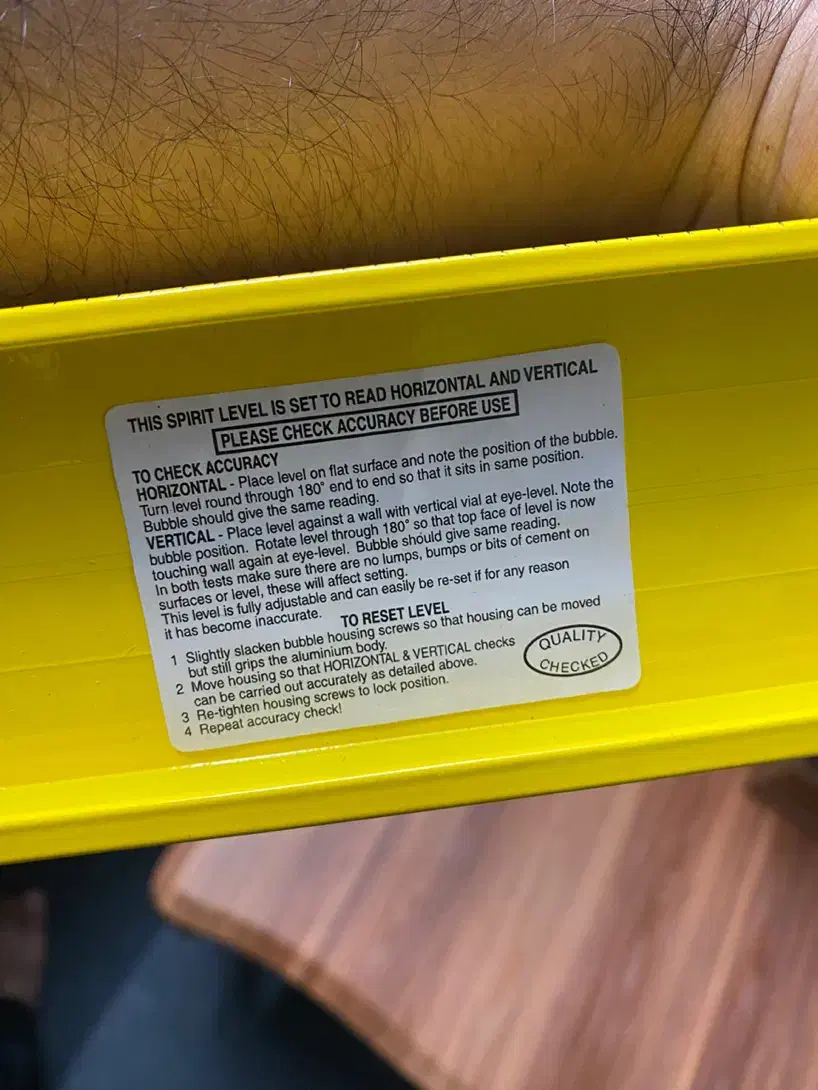 THIS SPIRIT LEVEL IS SET TO READ HORIZONTAL AND VERTICAL
PLEASE CHECK ACCURACY BEFORE USE
TO CHECK ACCURACY
HORIZONTAL - Place level on flat surface and note the position of the bubble.
Turn level round through 180° end to end so that it sits in same position.
Bubble should give the same reading.
VERTICAL - Place level against a wall with vertical vial at eye-level. Note the
bubble position. Rotate level through 180° so that top face of level is now
touching wall again at eye-level. Bubble should give same reading.
In both tests make sure there are no lumps, bumps or bits of cement on
surfaces or level, these will affect setting.
This level is fully adjustable and can easily be re-set if for any reason
it has become inaccurate.
TO RESET LEVEL
1 Slightly slacken bubble housing screws so that housing can be moved
but still grips the aluminium body.
2 Move housing so that HORIZONTAL & VERTICAL checks
can be carried out accurately as detailed above.
3 Re-tighten housing screws to lock position.
4 Repeat accuracy check!
QUALITY
CHECKED